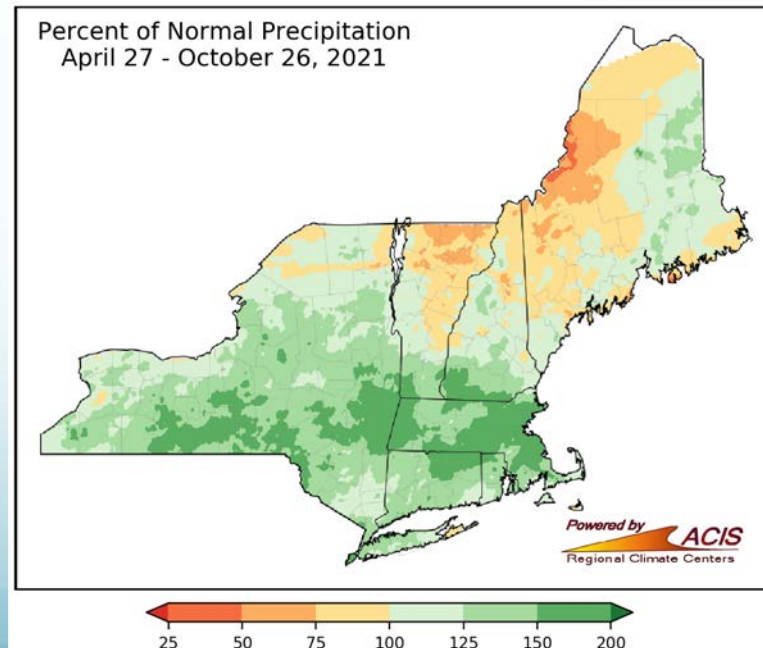 Percent of Normal Precipitation
April 27 - October 26, 2021
Powered by
ACIS
Regional Climate Centers
25 50 75 100 125 150 200